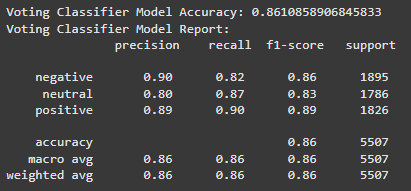 Voting Classifier Model Accuracy: 0.8610858906845833
Voting Classifier Model Report:
precision recall f1-score support
negative 0.90 0.82 0.86 1895
neutral 0.80 0.87 0.83 1786
positive 0.89 0.90 0.89 1826
accuracy 0.86 5507
macro avg 0.86 0.86 0.86 5507
weighted avg 0.86 0.86 0.86 5507